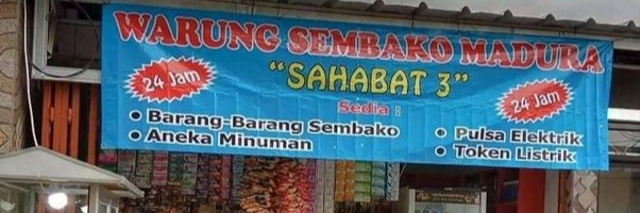 WARUNG SEMBAKO MADURA
"SAHABAT 3"
24 Jam
24 Jam
Sedia :
• Barang-Barang Sembako
• Aneka Minuman
• Pulsa Elektrik
• Token Listrik